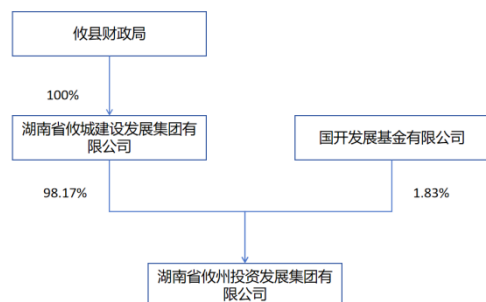 攸县财政局
100%
湖南省攸城建设发展集团有
限公司
国开发展基金有限公司
98.17%
1.83%
湖南省攸州投资发展集团有
限公司